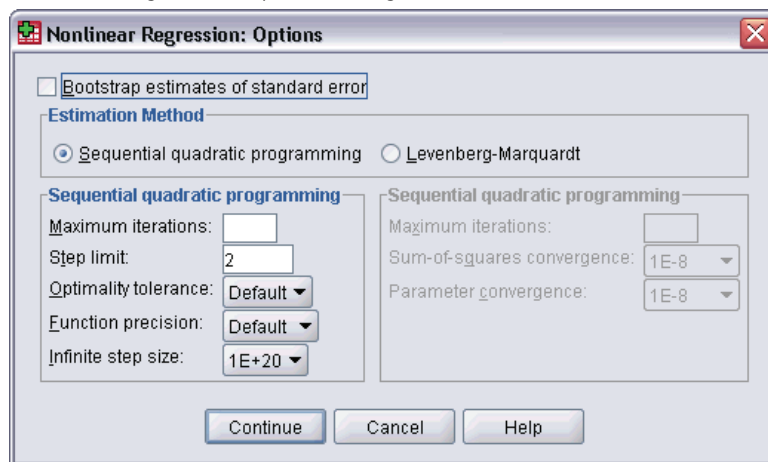 Nonlinear Regression: Options
Bootstrap estimates of standard error
Estimation Method
Sequential quadratic programming
Levenberg-Marquardt
Sequential quadratic programming
Maximum iterations:
Step limit: 2
Optimality tolerance: Default
Function precision: Default
Infinite step size: 1E+20
Sequential quadratic programming
Maximum iterations:
Sum-of-squares convergence: 1E-8
Parameter convergence: 1E-8
Continue
Cancel
Help